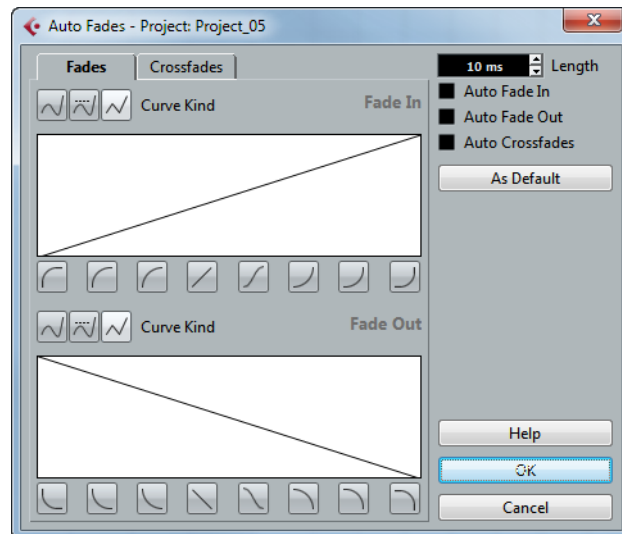 Auto Fades - Project: Project_05
Fades
Crossfades
Curve Kind
Fade In
Curve Kind
Fade Out
10 ms
Length
Auto Fade In
Auto Fade Out
Auto Crossfades
As Default
Help
OK
Cancel